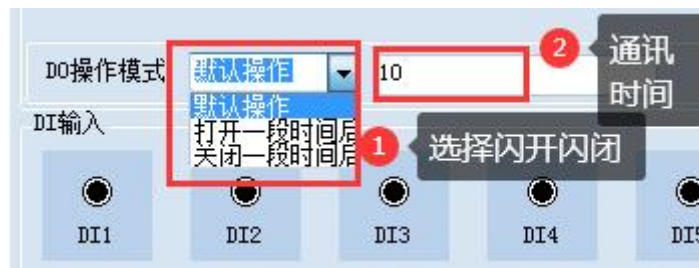 DO操作模式 默认操作 10
默认操作
打开一段时间后
关闭一段时间后
2 通讯时间
1 选择闪开闪闭
DI输入
DI1 DI2 DI3 DI4